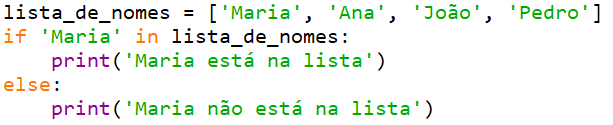 lista_de_nomes = ['Maria', 'Ana', 'João', 'Pedro']
if 'Maria' in lista_de_nomes:
    print('Maria está na lista')
else:
    print('Maria não está na lista')